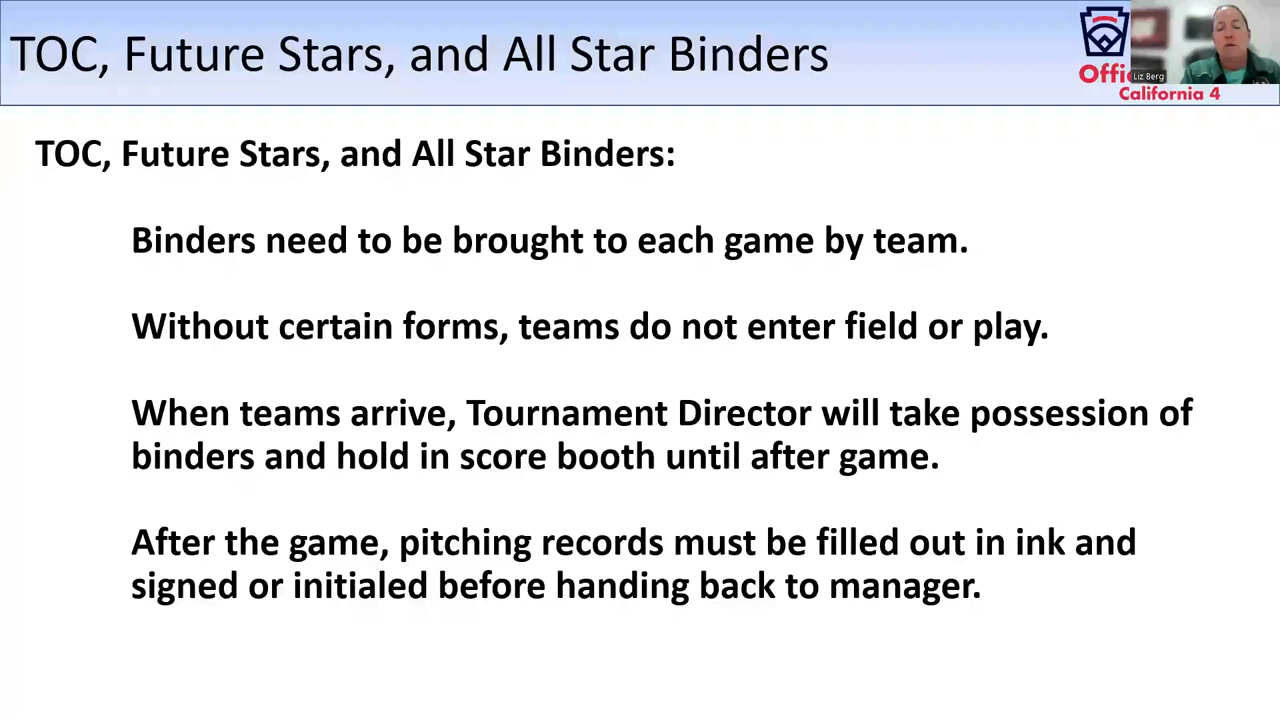 TOC, Future Stars, and All Star Binders
Liz Berg
California 4
TOC, Future Stars, and All Star Binders:
Binders need to be brought to each game by team.
Without certain forms, teams do not enter field or play.
When teams arrive, Tournament Director will take possession of
binders and hold in score booth until after game.
After the game, pitching records must be filled out in ink and
signed or initialed before handing back to manager.